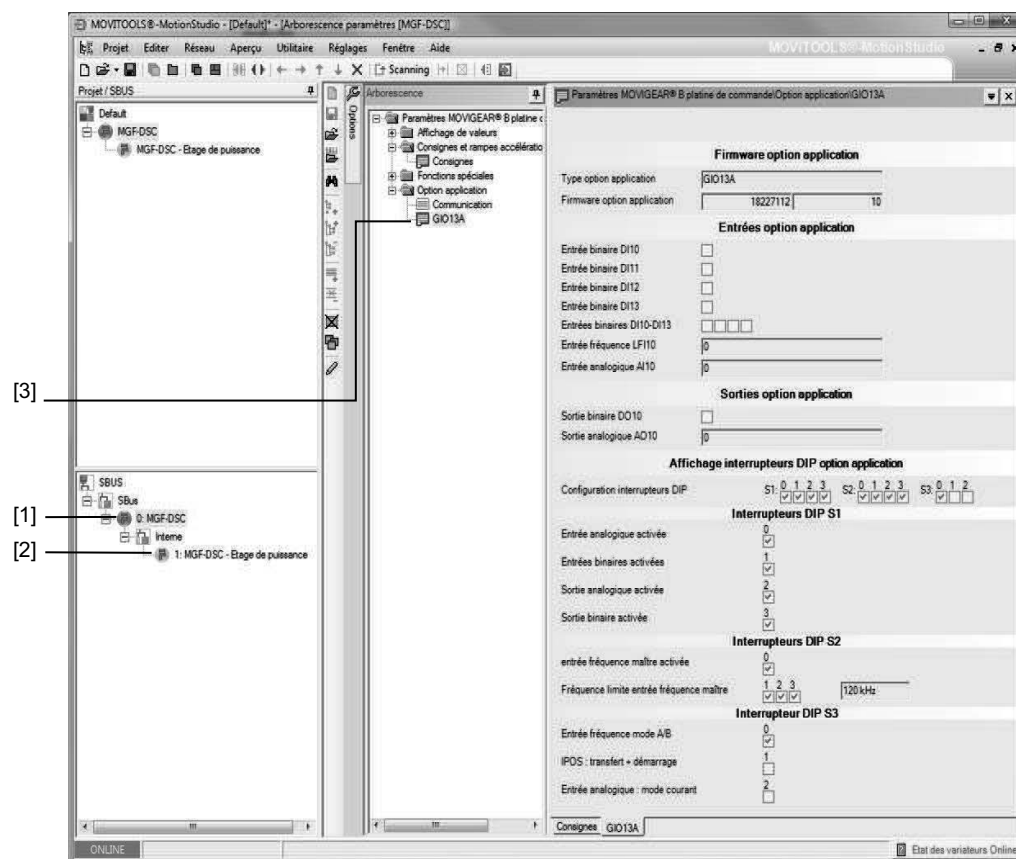 MOVITOOLS®-MotionStudio - [Default]* - [Arborescence paramètres [MGF-DSC]]
Projet Editer Réseau Aperçu Utilitaire Réglages Fenêtre Aide
MOVITOOLS®-MotionStudio
Scanning
Projet / SBUS
Default
MGF-DSC
MGF-DSC - Etage de puissance
Options
Arborescence
Paramètres MOVIGEAR® B platine c
Affichage de valeurs
Consignes et rampes accélératio
Consignes
Fonctions spéciales
Option application
Communication
GIO13A
[3]
SBUS
SBus
[1]
0: MGF-DSC
Interne
[2]
1: MGF-DSC - Etage de puissance
Paramètres MOVIGEAR® B platine de commande\Option application\GIO13A
Firmware option application
Type option application GIO13A
Firmware option application 18227112 10
Entrées option application
Entrée binaire DI10
Entrée binaire DI11
Entrée binaire DI12
Entrée binaire DI13
Entrées binaires DI10-DI13
Entrée fréquence LFI10 0
Entrée analogique AI10 0
Sorties option application
Sortie binaire DO10
Sortie analogique AO10 0
Affichage interrupteurs DIP option application
Configuration interrupteurs DIP S1: 0 1 2 3 S2: 0 1 2 3 S3: 0 1 2
Interrupteurs DIP S1
Entrée analogique activée 0
Entrées binaires activées 1
Sortie analogique activée 2
Sortie binaire activée 3
Interrupteurs DIP S2
entrée fréquence maître activée 0
Fréquence limite entrée fréquence maître 1 2 3 120 kHz
Interrupteur DIP S3
Entrée fréquence mode A/B 0
IPOS : transfert + démarrage 1
Entrée analogique : mode courant 2
Consignes GIO13A
ONLINE
Etat des variateurs Online